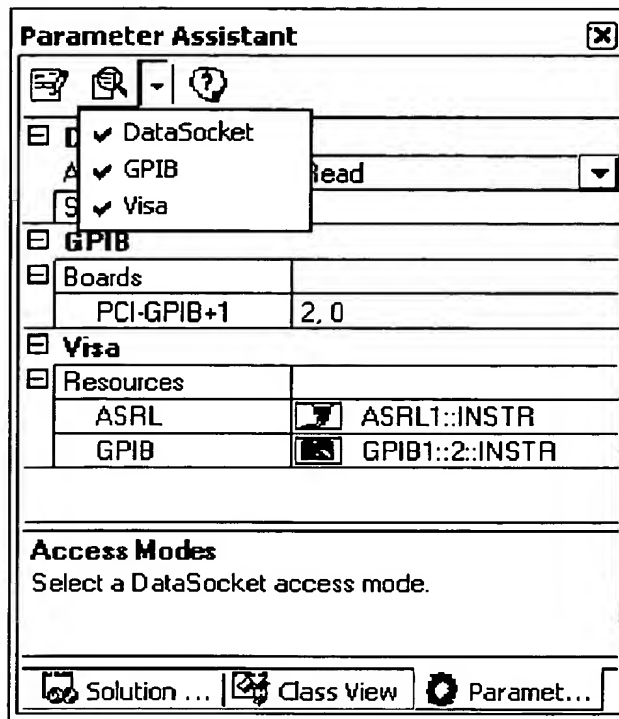 Parameter Assistant
DataSocket
GPIB
Visa
Read
GPIB
Boards
PCI-GPIB+1 2, 0
Visa
Resources
ASRL ASRL1::INSTR
GPIB GPIB1::2::INSTR
Access Modes
Select a DataSocket access mode.
Solution ... Class View Paramet...